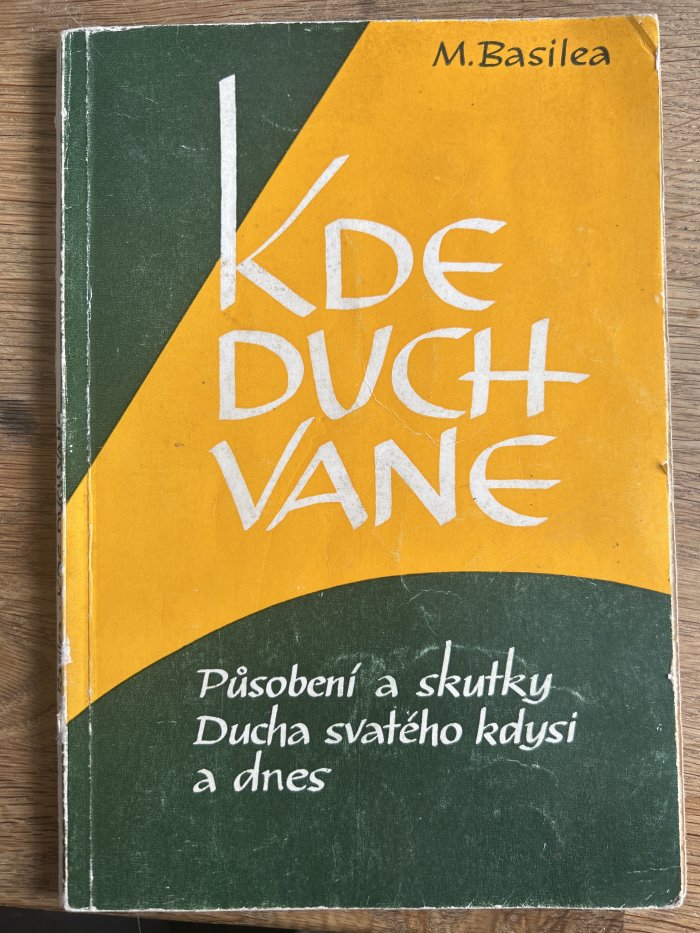 M. Basilea
KDE
DUCH
VANE
Působení a skutky
Ducha svatého kdysi
a dnes